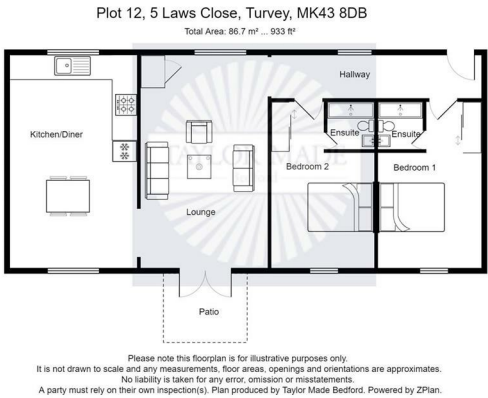 Plot 12, 5 Laws Close, Turvey, MK43 8DB
Total Area: 86.7 m² ... 933 ft²
Hallway
Kitchen/Diner
Ensuite
Ensuite
TAYLOR MADE
Bedroom 2
Bedroom 1
Lounge
Patio
Please note this floorplan is for illustrative purposes only.
It is not drawn to scale and any measurements, floor areas, openings and orientations are approximates.
No liability is taken for any error, omission or misstatements.
A party must rely on their own inspection(s). Plan produced by Taylor Made Bedford. Powered by ZPlan.